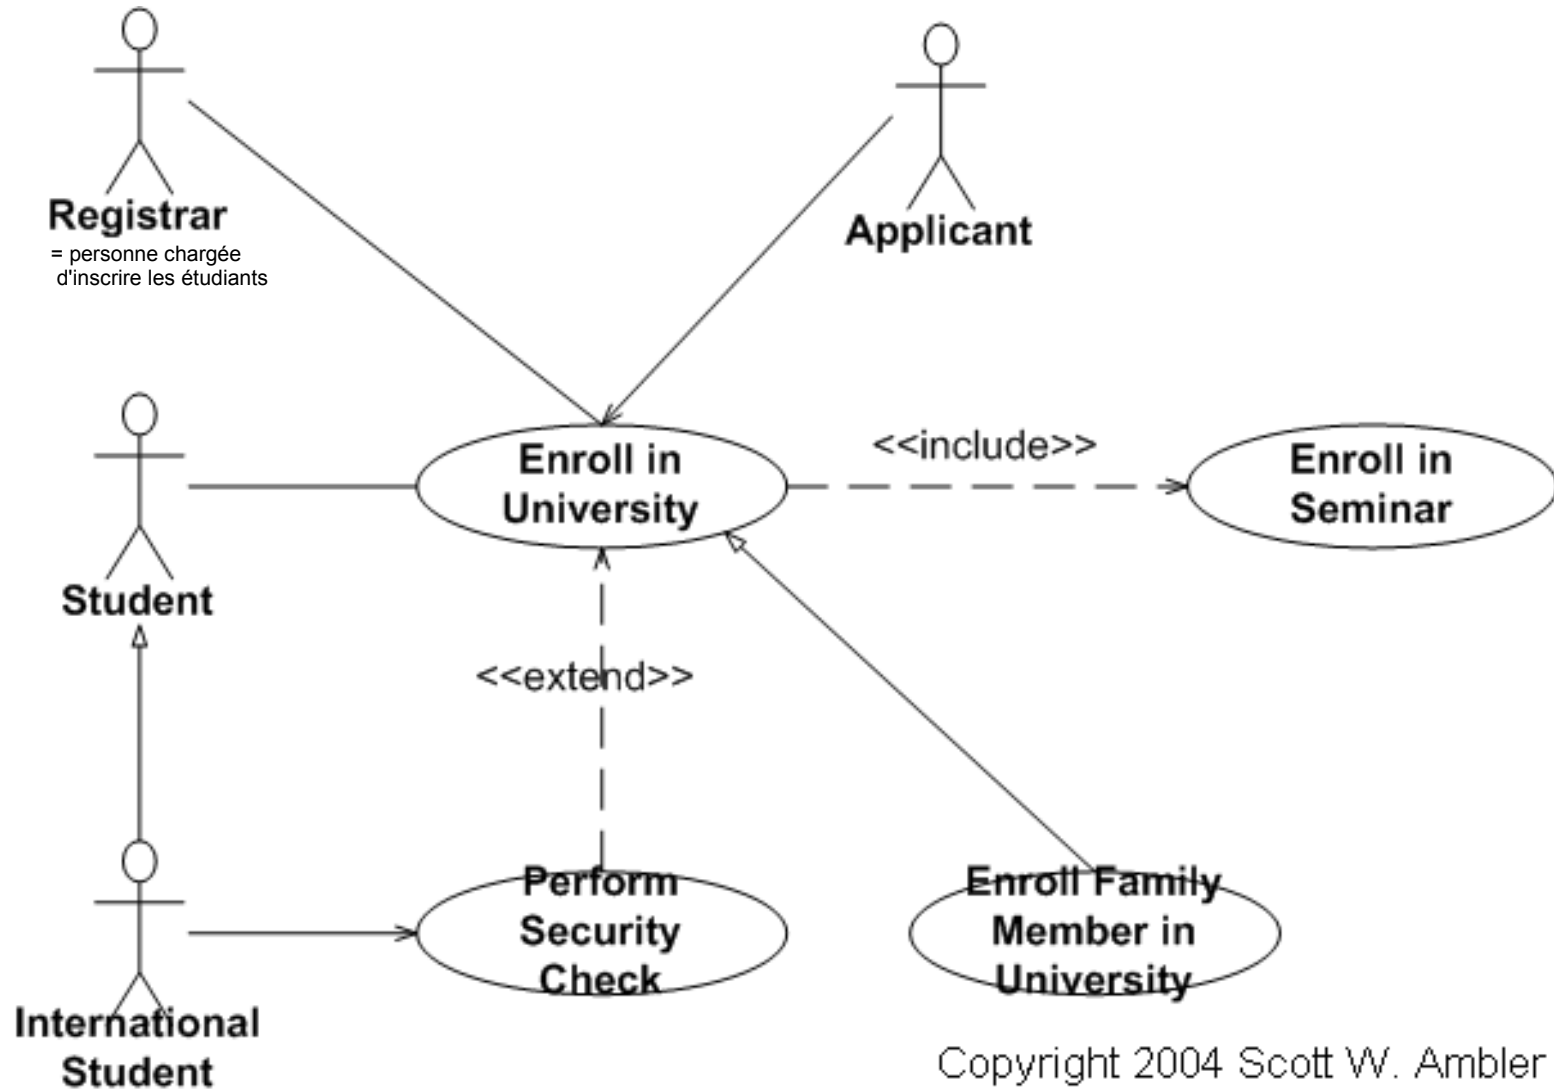 Registrar
= personne chargée
d'inscrire les étudiants
Applicant
Student
Enroll in
University
<<include>>
Enroll in
Seminar
<<extend>>
International
Student
Perform
Security
Check
Enroll Family
Member in
University
Copyright 2004 Scott W. Ambler